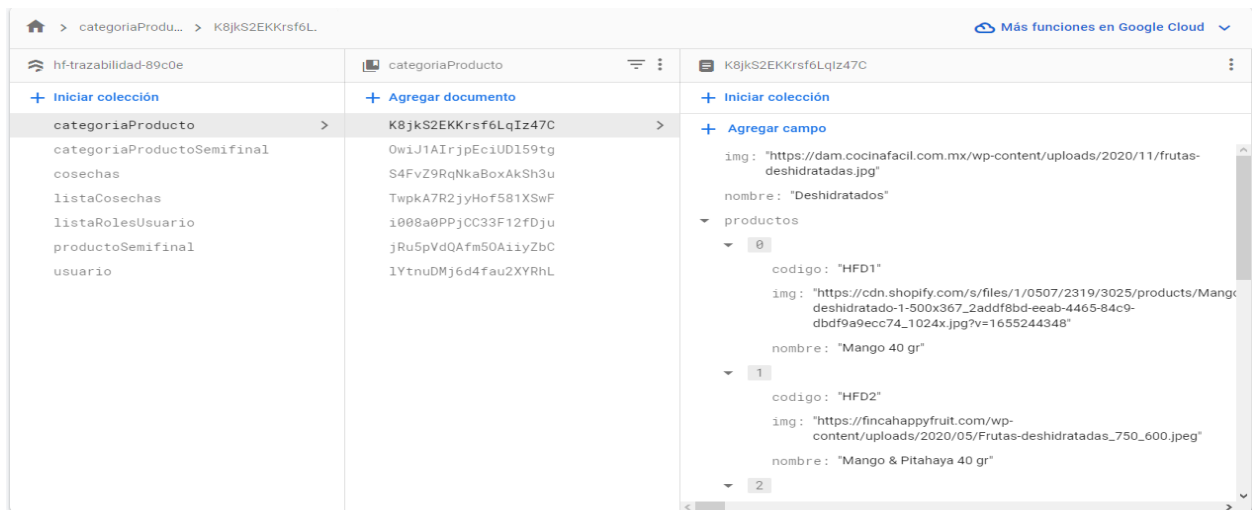 categoriaProdu... > K8jkS2EKKrsf6L.
Más funciones en Google Cloud
hf-trazabilidad-89c0e
categoriaProducto
K8jkS2EKKrsf6LqIz47C
+ Iniciar colección
+ Agregar documento
+ Iniciar colección
+ Agregar campo
categoriaProducto
categoriaProductoSemifinal
cosechas
listaCosechas
listaRolesUsuario
productoSemifinal
usuario
K8jkS2EKKrsf6LqIz47C
OwiJ1AIrjpEciUDl59tg
S4FvZ9RqNkaBoxAkSh3u
TwpkA7R2jyHof581XSwF
i008a0PPjCC33F12fDju
jRu5pVdQAfm5OAiiyZbC
lYtnuDMj6d4fau2XYRhL
img: "https://dam.cocinafacil.com.mx/wp-content/uploads/2020/11/frutas-
deshidratadas.jpg"
nombre: "Deshidratados"
productos
0
codigo: "HFD1"
img: "https://cdn.shopify.com/s/files/1/0507/2319/3025/products/Mango
deshidratado-1-500x367_2addf8bd-eeab-4465-84c9-
dbdf9a9ecc74_1024x.jpg?v=1655244348"
nombre: "Mango 40 gr"
1
codigo: "HFD2"
img: "https://fincahappyfruit.com/wp-
content/uploads/2020/05/Frutas-deshidratadas_750_600.jpeg"
nombre: "Mango & Pitahaya 40 gr"
2